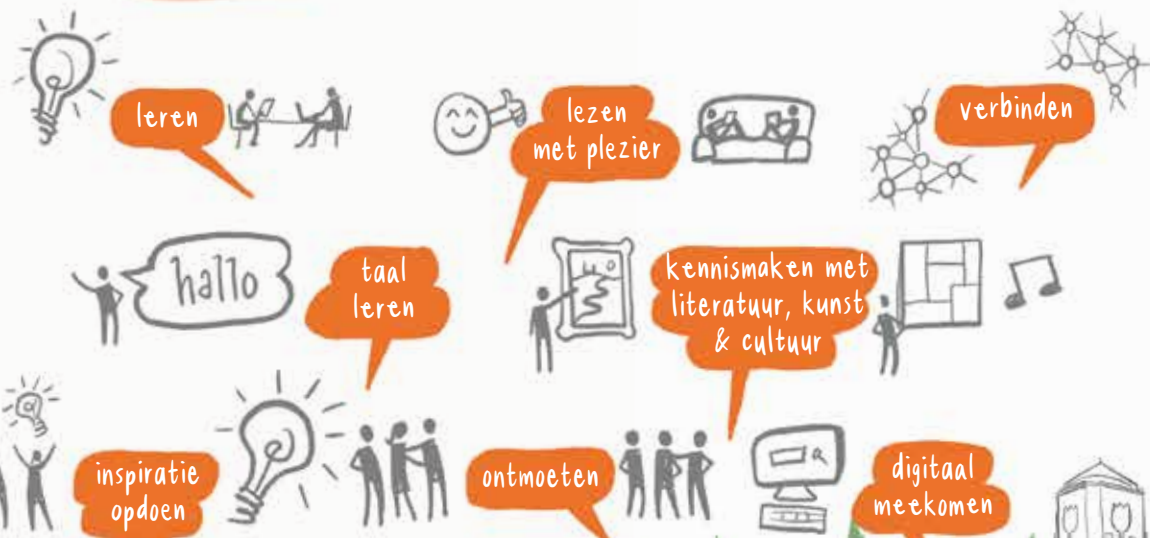 leren
lezen
met plezier
verbinden
hallo
taal
leren
kennismaken met
literatuur, kunst
& cultuur
inspiratie
opdoen
ontmoeten
digitaal
meekomen